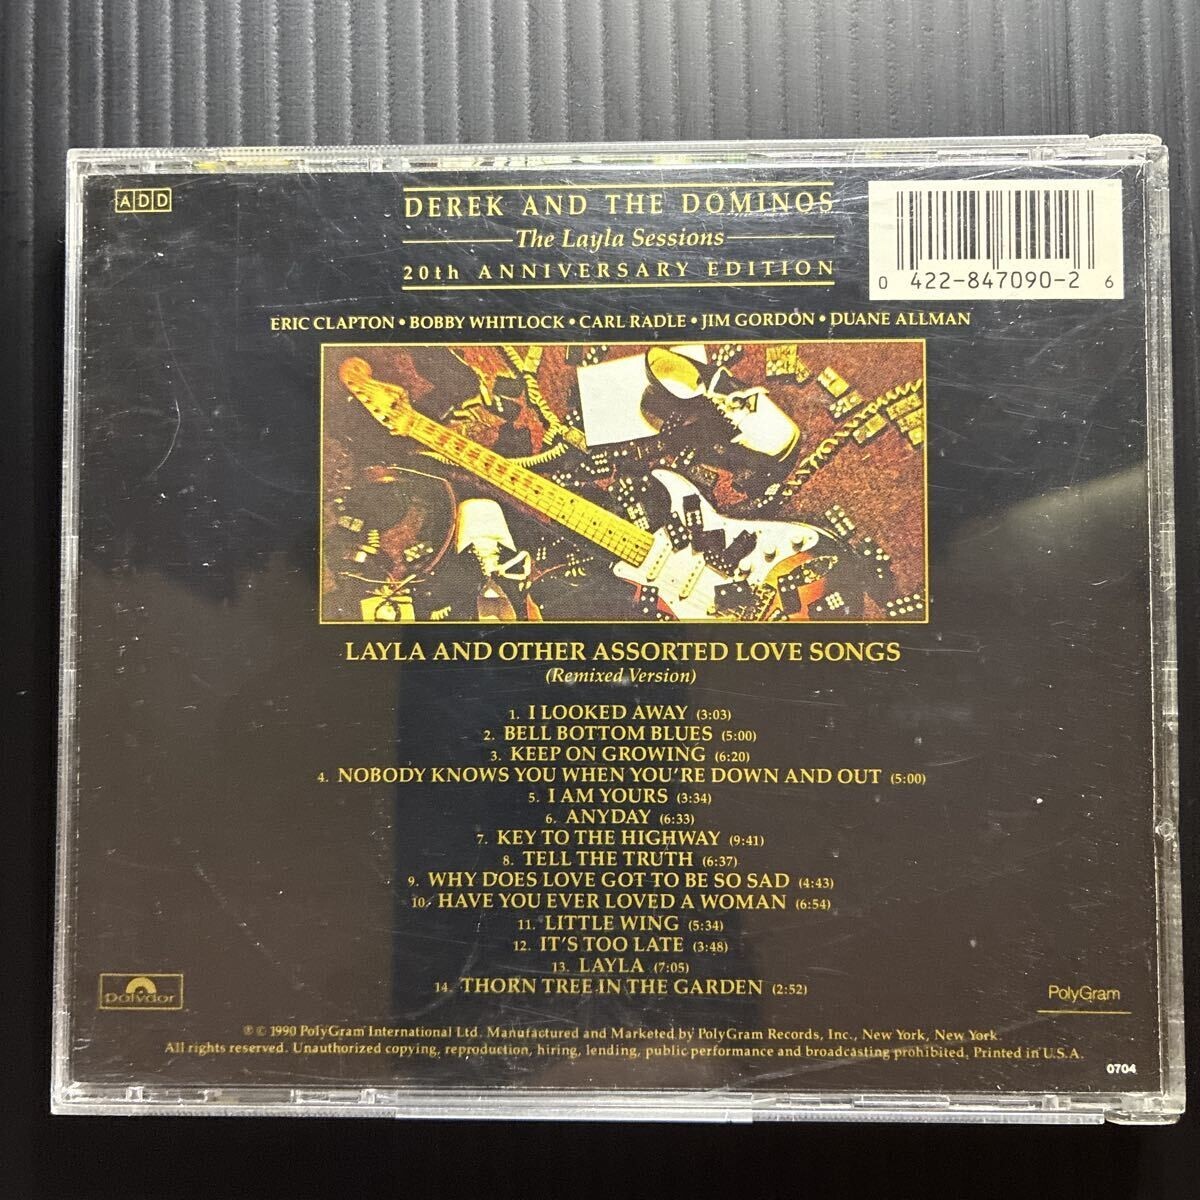 ADD
DEREK AND THE DOMINOS
The Layla Sessions
20th ANNIVERSARY EDITION
0 422-847090-2 6
ERIC CLAPTON • BOBBY WHITLOCK • CARL RADLE • JIM GORDON • DUANE ALLMAN
LAYLA AND OTHER ASSORTED LOVE SONGS
(Remixed Version)
1. I LOOKED AWAY (3:03)
2. BELL BOTTOM BLUES (5:00)
3. KEEP ON GROWING (6:20)
4. NOBODY KNOWS YOU WHEN YOU'RE DOWN AND OUT (5:00)
5. I AM YOURS (3:34)
6. ANYDAY (6:33)
7. KEY TO THE HIGHWAY (9:41)
8. TELL THE TRUTH (6:37)
9. WHY DOES LOVE GOT TO BE SO SAD (4:43)
10. HAVE YOU EVER LOVED A WOMAN (6:54)
11. LITTLE WING (5:34)
12. IT'S TOO LATE (3:48)
13. LAYLA (7:05)
14. THORN TREE IN THE GARDEN (2:52)
polydor
PolyGram
℗ © 1990 PolyGram International Ltd. Manufactured and Marketed by PolyGram Records, Inc., New York, New York.
All rights reserved. Unauthorized copying, reproduction, hiring, lending, public performance and broadcasting prohibited. Printed in U.S.A.
0704